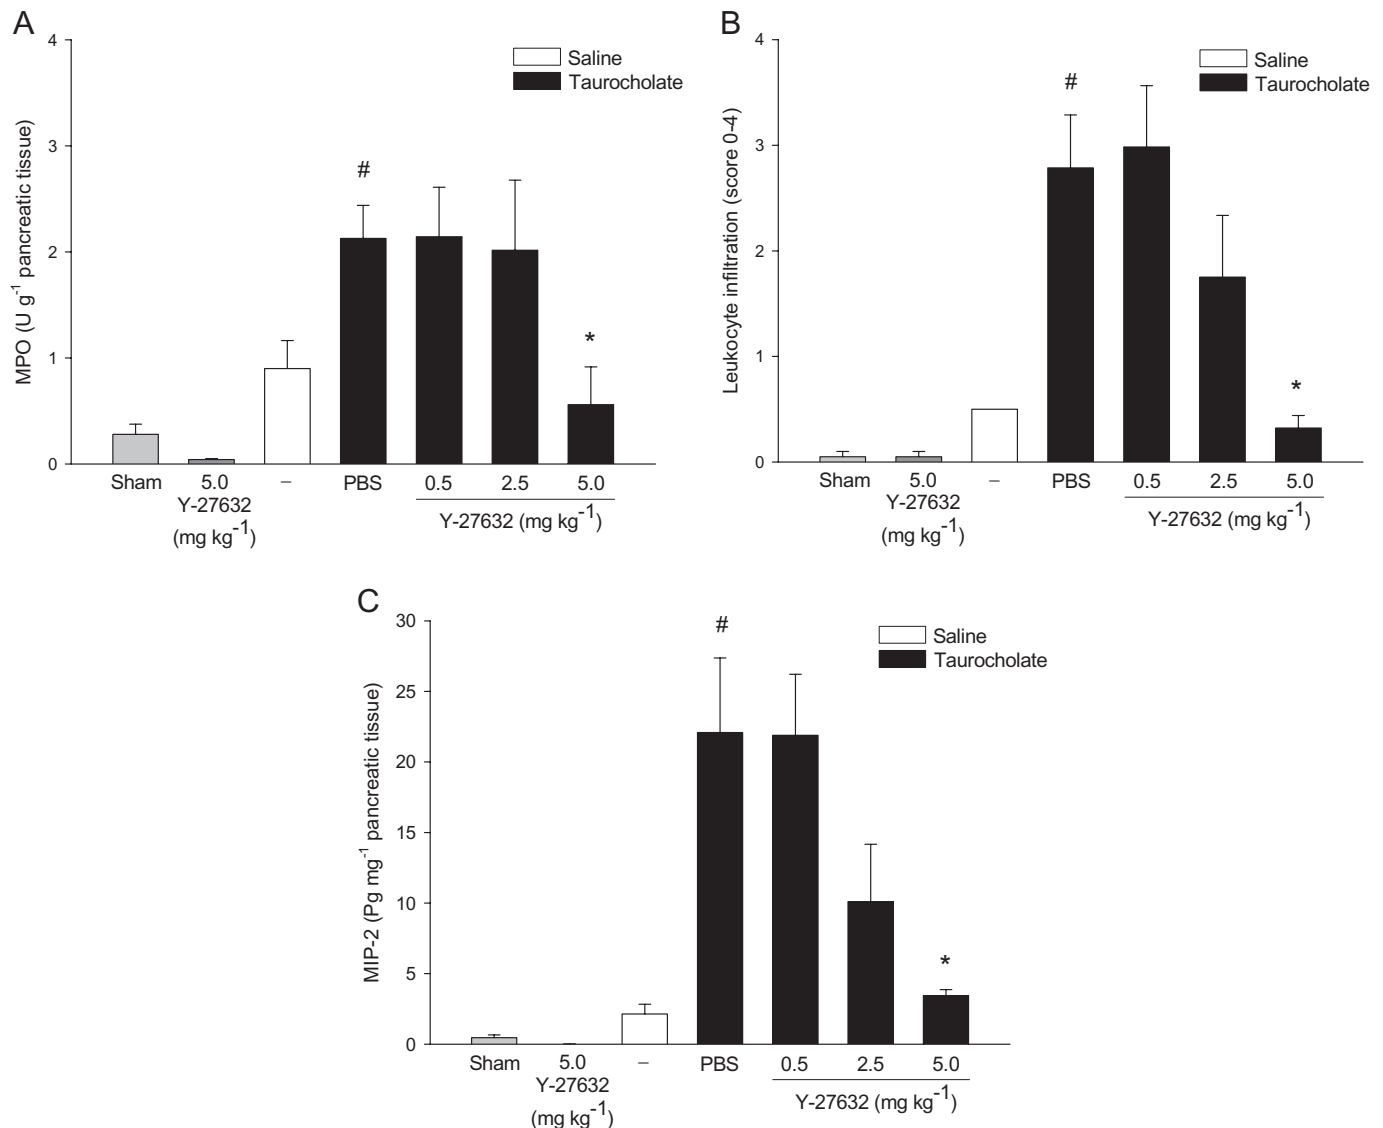 A
4
3
2
1
0
MPO (U g⁻¹ pancreatic tissue)
Saline
Taurocholate
#
*
Sham 5.0 – PBS 0.5 2.5 5.0
Y-27632
(mg kg⁻¹)
Y-27632 (mg kg⁻¹)
B
4
3
2
1
0
Leukocyte infiltration (score 0-4)
Saline
Taurocholate
#
*
Sham 5.0 – PBS 0.5 2.5 5.0
Y-27632
(mg kg⁻¹)
Y-27632 (mg kg⁻¹)
C
30
25
20
15
10
5
0
MIP-2 (Pg mg⁻¹ pancreatic tissue)
Saline
Taurocholate
#
*
Sham 5.0 – PBS 0.5 2.5 5.0
Y-27632
(mg kg⁻¹)
Y-27632 (mg kg⁻¹)